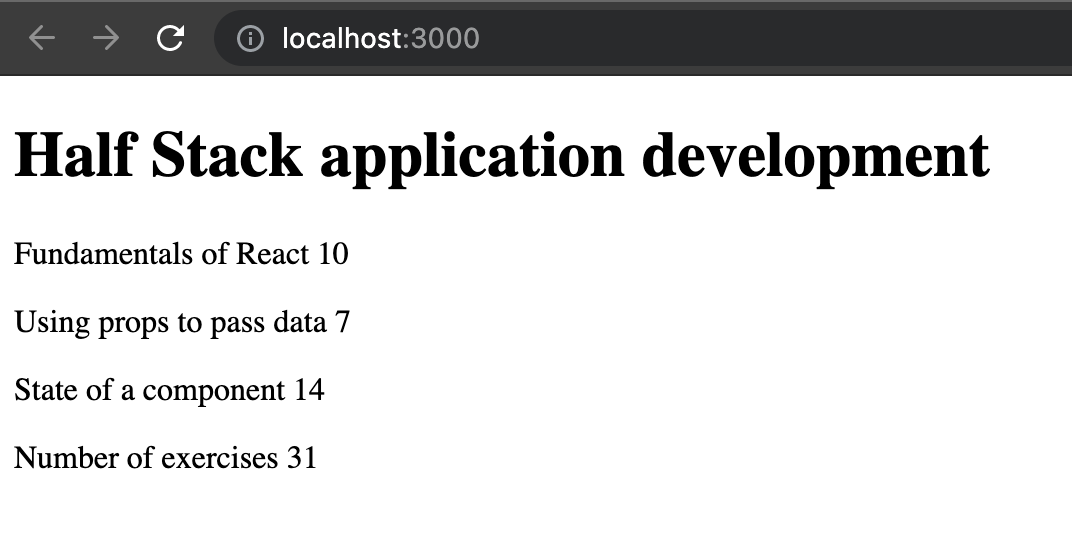 localhost:3000
Half Stack application development
Fundamentals of React 10
Using props to pass data 7
State of a component 14
Number of exercises 31